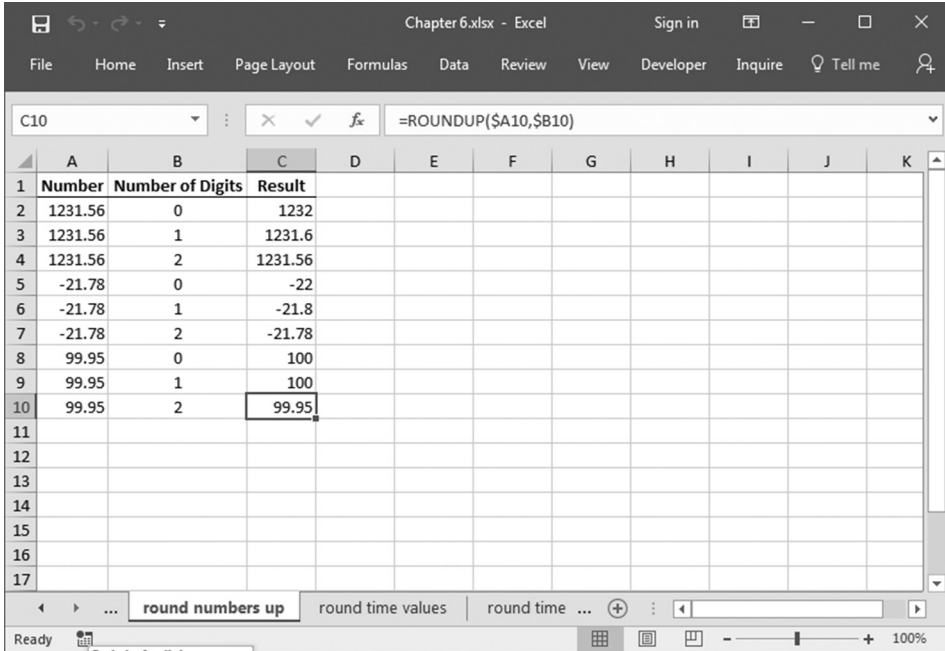 Chapter 6.xlsx - Excel
Sign in
File Home Insert Page Layout Formulas Data Review View Developer Inquire Tell me
C10 fx =ROUNDUP($A10,$B10)
A B C D E F G H I J K
1 Number Number of Digits Result
2 1231.56 0 1232
3 1231.56 1 1231.6
4 1231.56 2 1231.56
5 -21.78 0 -22
6 -21.78 1 -21.8
7 -21.78 2 -21.78
8 99.95 0 100
9 99.95 1 100
10 99.95 2 99.95
11
12
13
14
15
16
17
... round numbers up round time values round time ...
Ready 100%